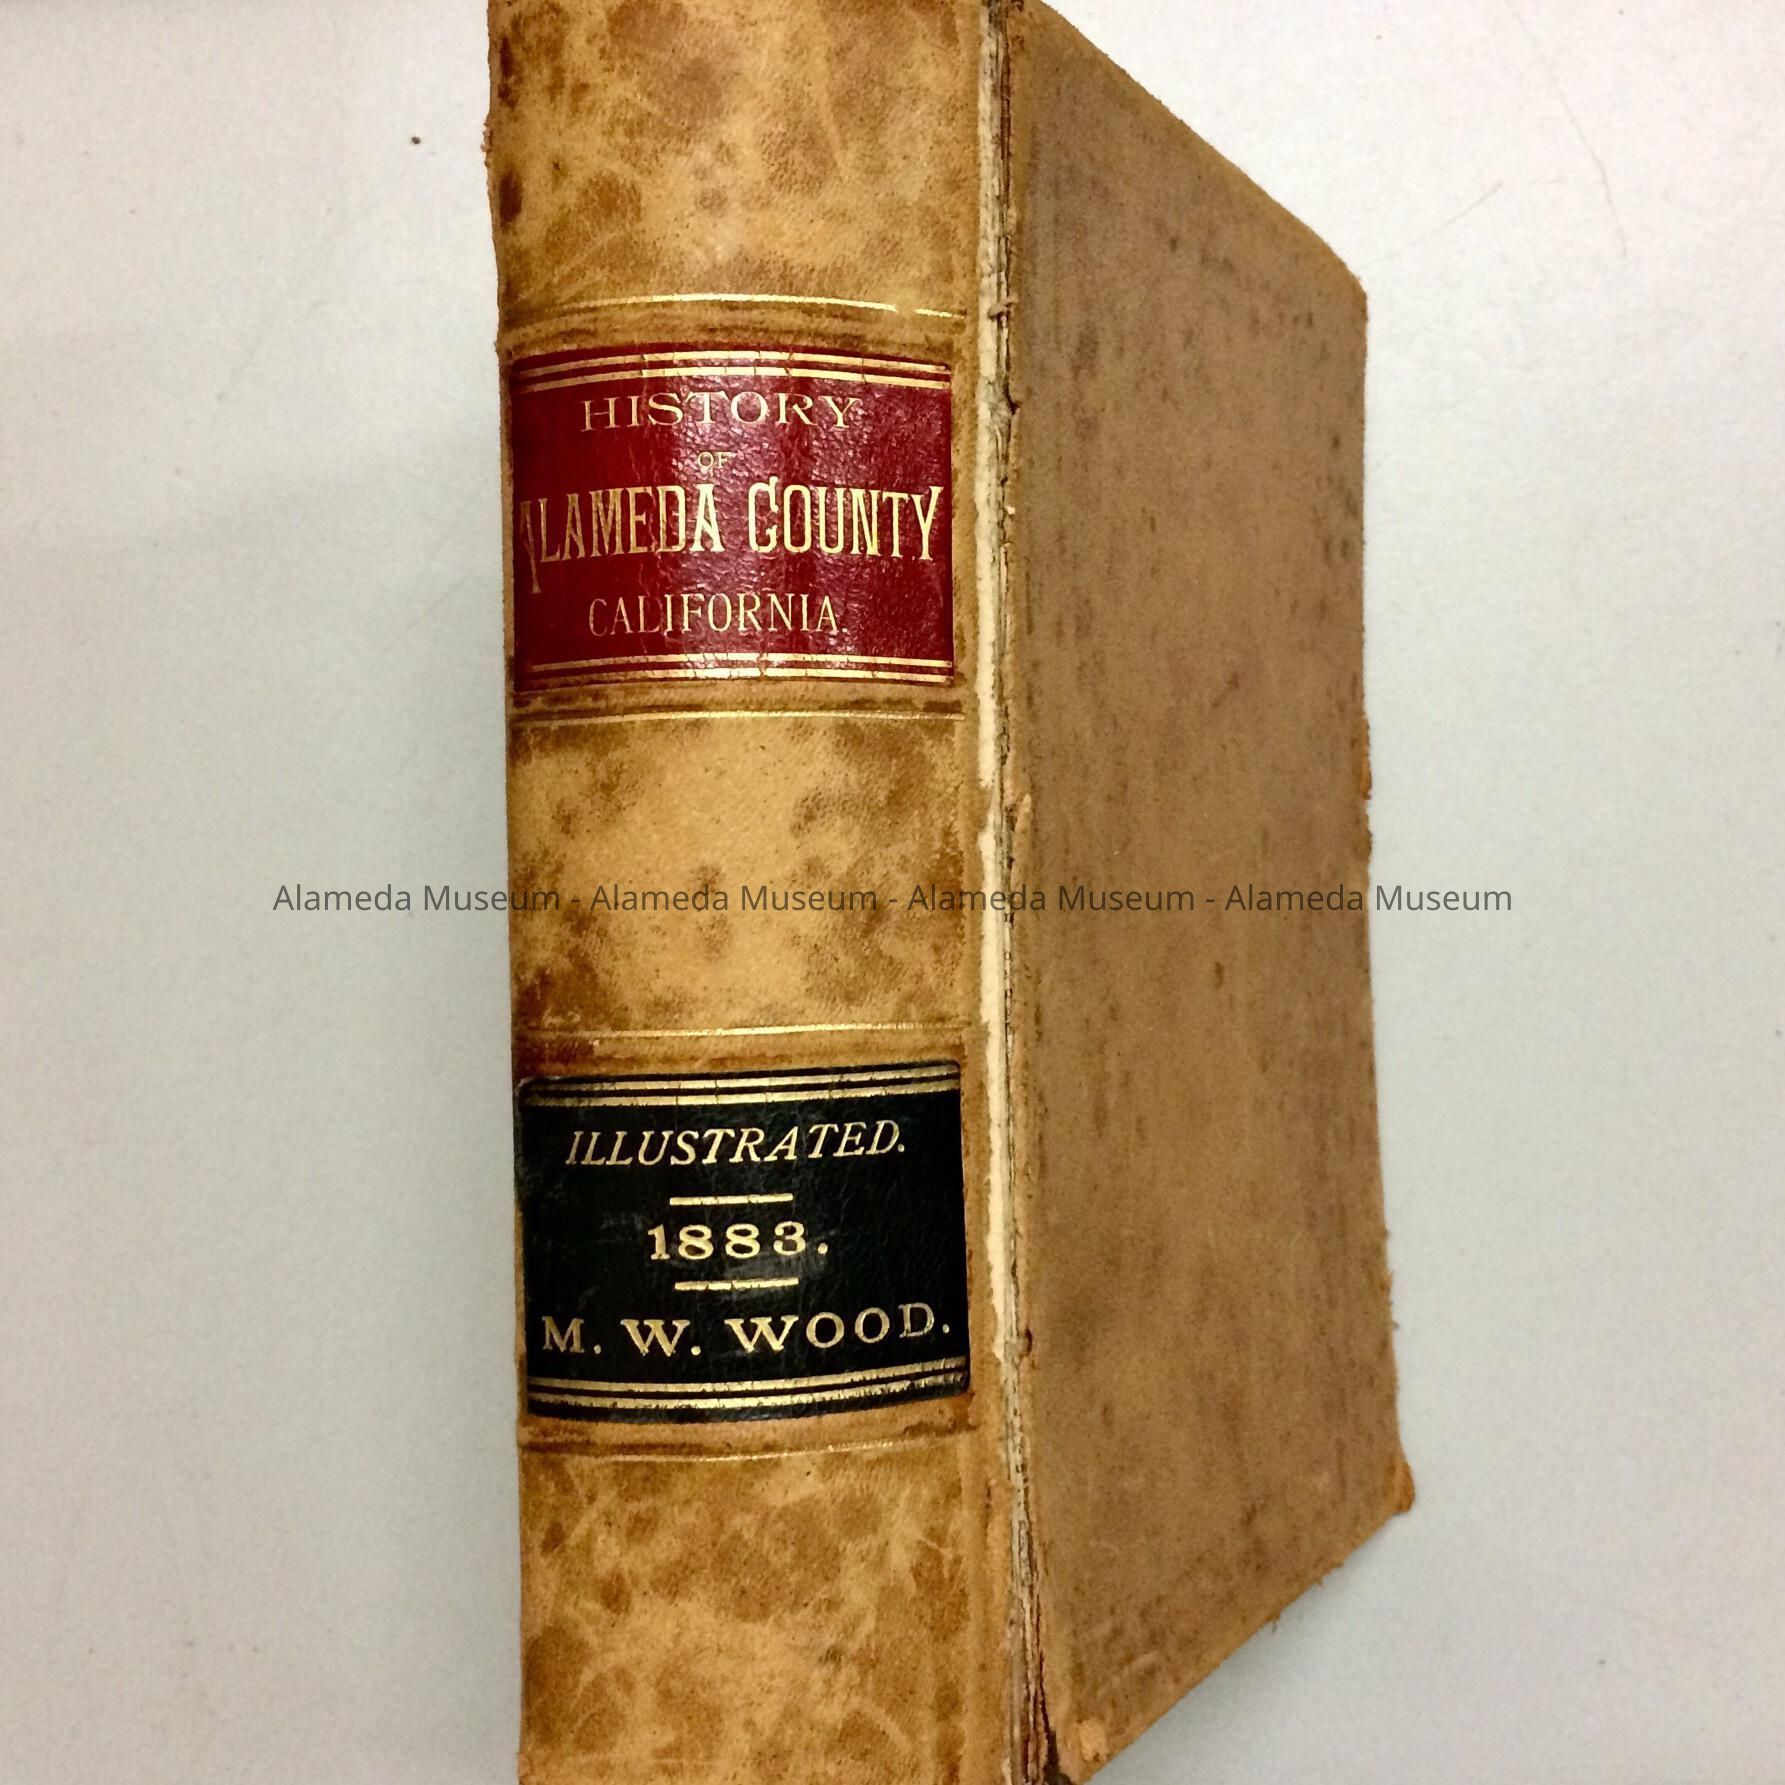 HISTORY
OF
ALAMEDA COUNTY
CALIFORNIA.
Alameda Museum - Alameda Museum - Alameda Museum - Alameda Museum
ILLUSTRATED.
1883.
M. W. WOOD.